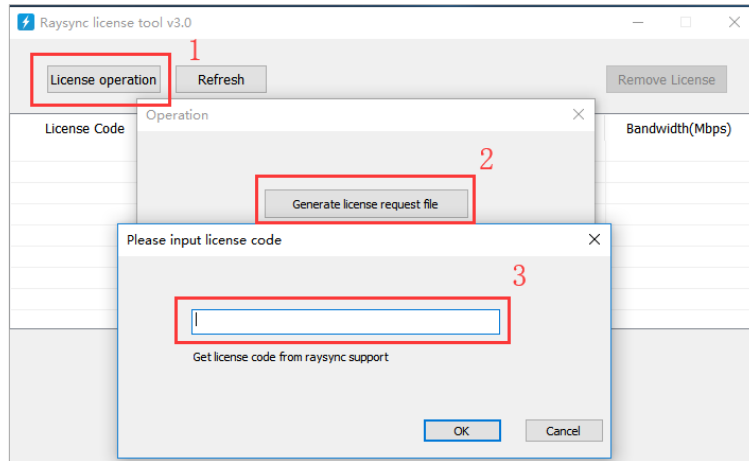 Raysync license tool v3.0
1
License operation Refresh Remove License
Operation
License Code Bandwidth(Mbps)
2
Generate license request file
Please input license code
3
Get license code from raysync support
OK Cancel